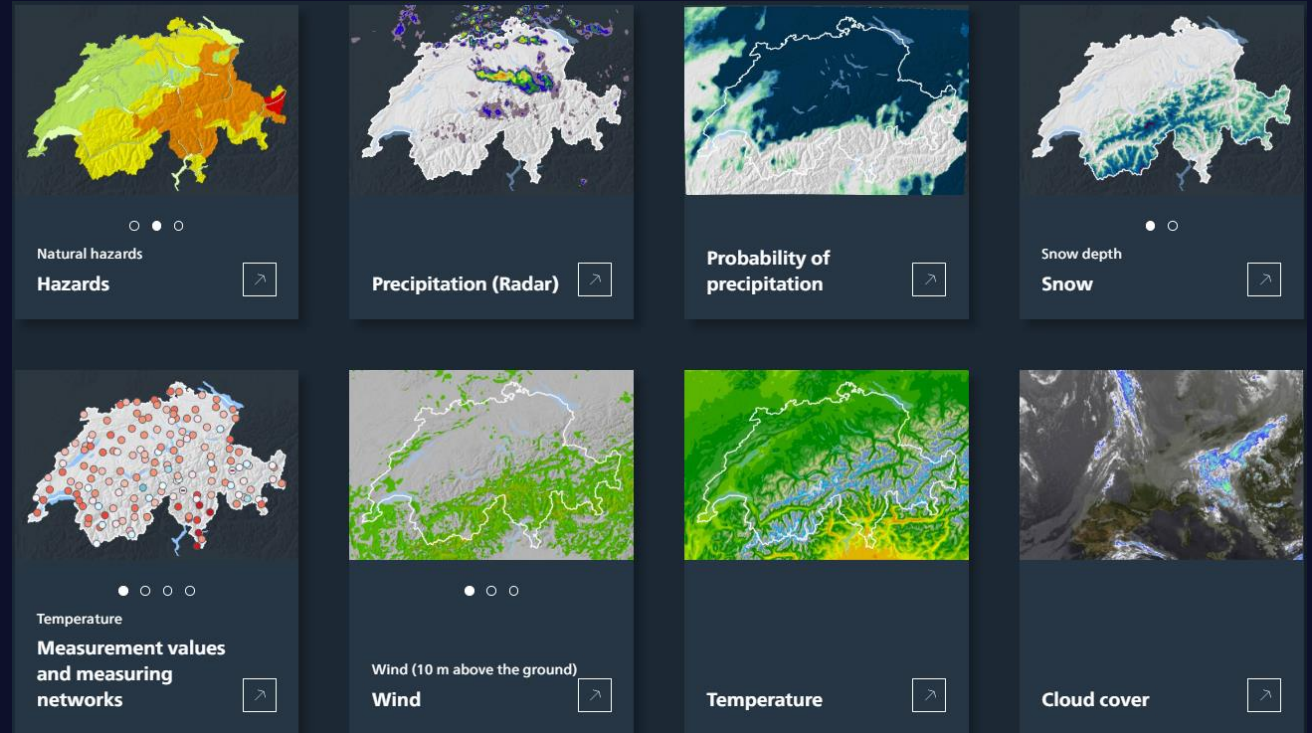 Natural hazards
Hazards
Precipitation (Radar)
Probability of
precipitation
Snow depth
Snow
Temperature
Measurement values
and measuring
networks
Wind (10 m above the ground)
Wind
Temperature
Cloud cover